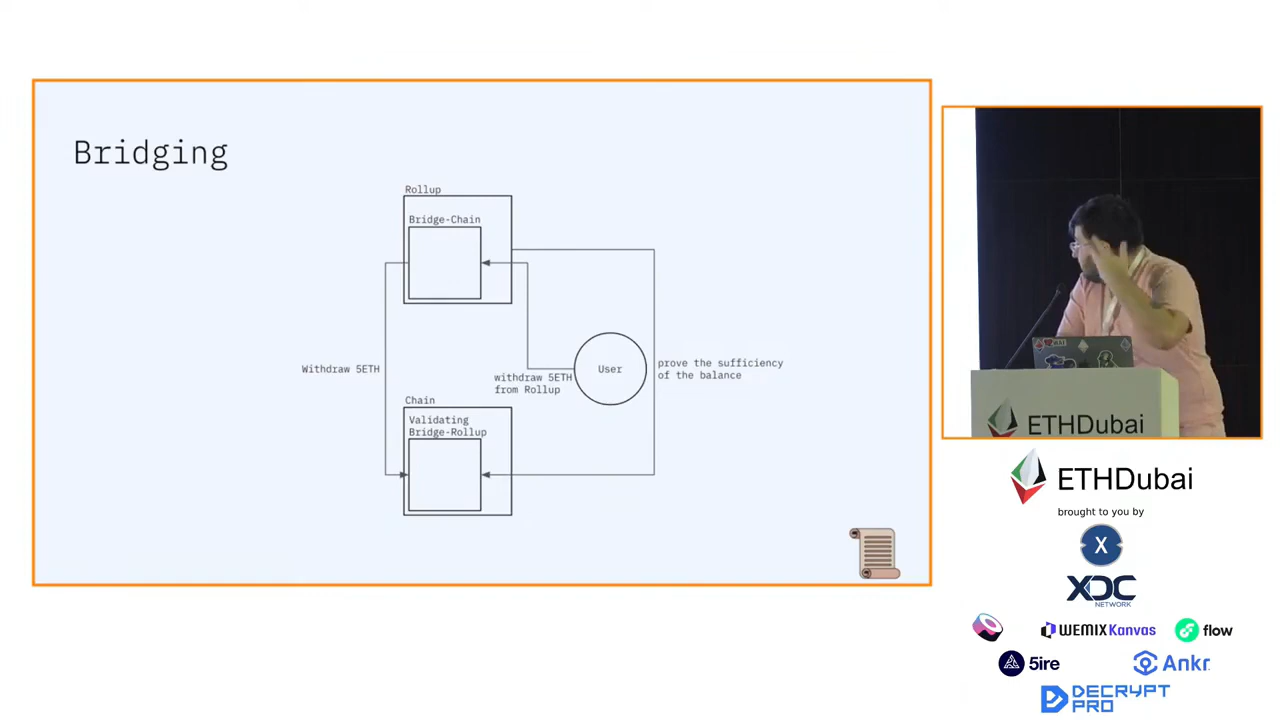 Bridging
Rollup
Bridge-Chain
Withdraw 5ETH
withdraw 5ETH
from Rollup
User
prove the sufficiency
of the balance
Chain
Validating
Bridge-Rollup
ETHDubai
ETHDubai
brought to you by
X
XDC
NETWORK
WEMIX Kanvas
flow
5ire
Ankr
DECRYPT
PRO